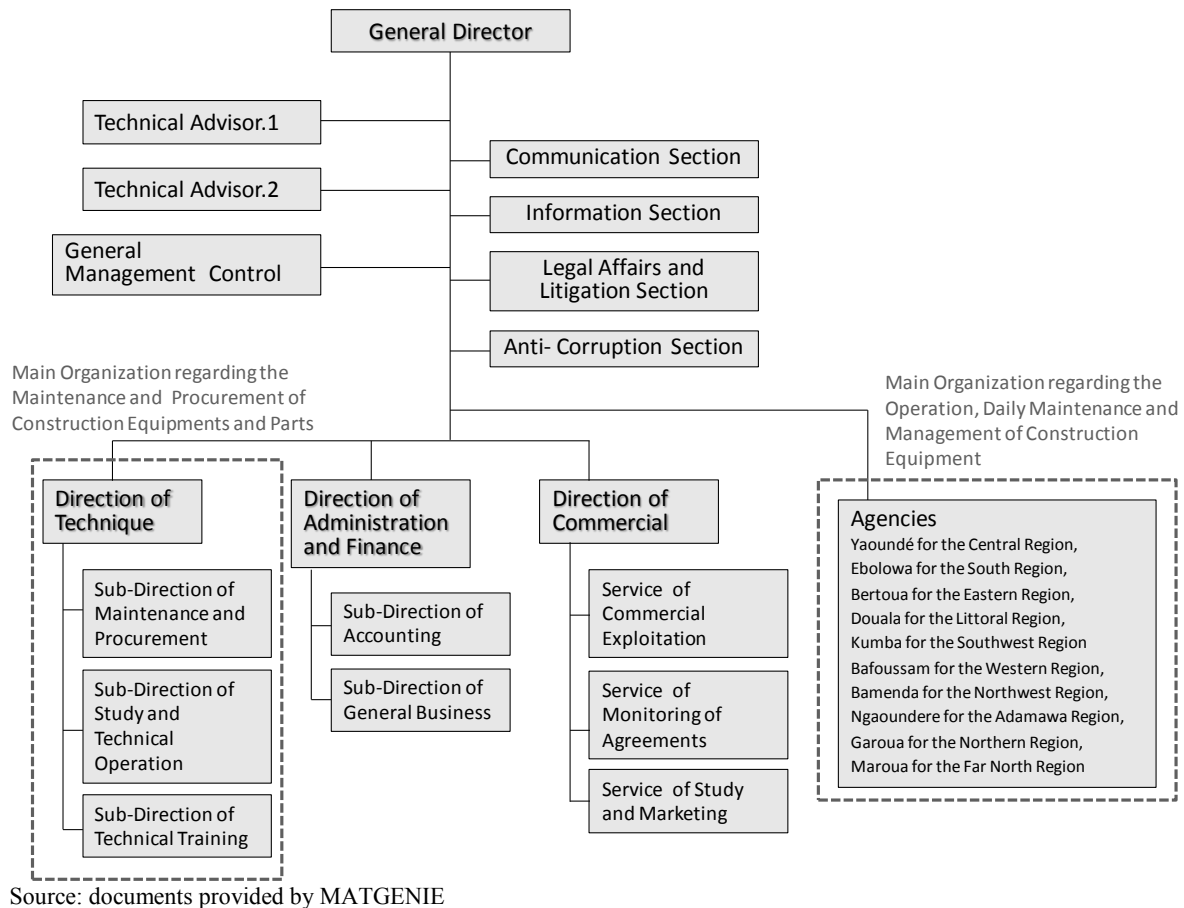 General Director
Technical Advisor.1
Technical Advisor.2
General
Management Control
Communication Section
Information Section
Legal Affairs and
Litigation Section
Anti- Corruption Section
Main Organization regarding the
Maintenance and Procurement of
Construction Equipments and Parts
Main Organization regarding the
Operation, Daily Maintenance and
Management of Construction
Equipment
Direction of
Technique
Sub-Direction of
Maintenance and
Procurement
Sub-Direction of
Study and
Technical
Operation
Sub-Direction of
Technical Training
Direction of
Administration
and Finance
Sub-Direction of
Accounting
Sub-Direction of
General Business
Direction of
Commercial
Service of
Commercial
Exploitation
Service of
Monitoring of
Agreements
Service of Study
and Marketing
Agencies
Yaoundé for the Central Region,
Ebolowa for the South Region,
Bertoua for the Eastern Region,
Douala for the Littoral Region,
Kumba for the Southwest Region
Bafoussam for the Western Region,
Bamenda for the Northwest Region,
Ngaoundere for the Adamawa Region,
Garoua for the Northern Region,
Maroua for the Far North Region
Source: documents provided by MATGENIE